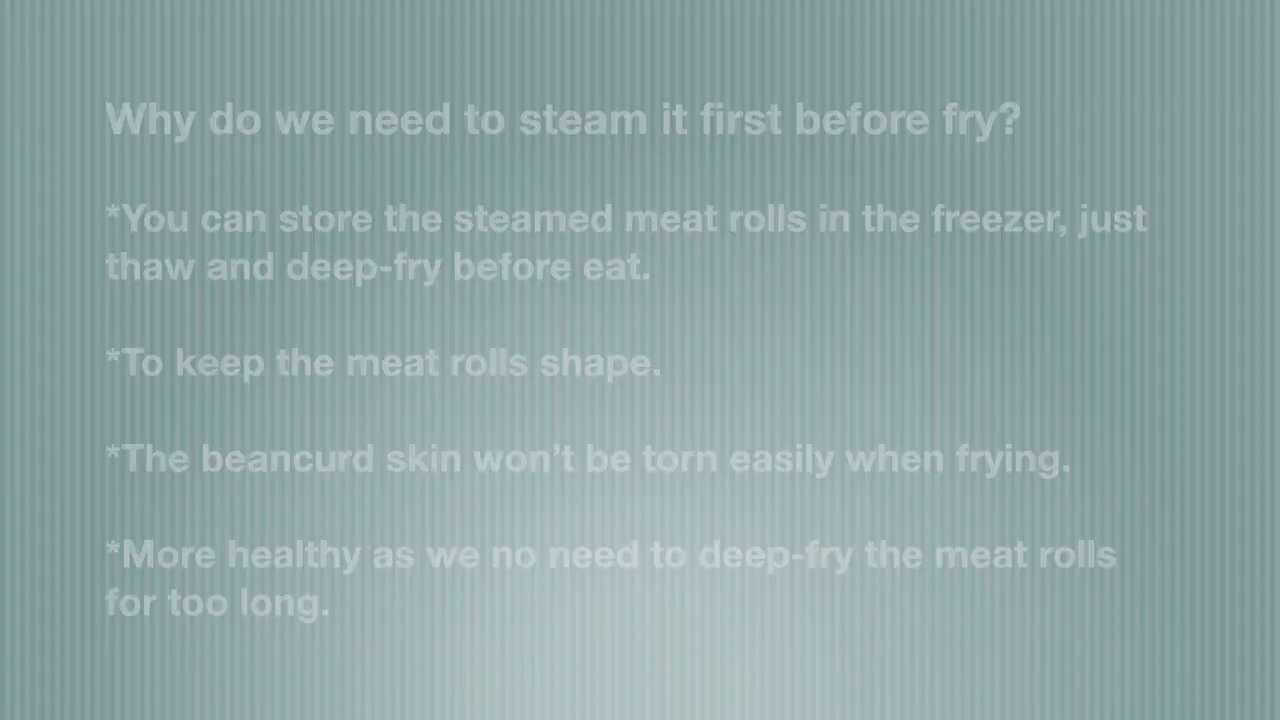 Why do we need to steam it first before fry?
*You can store the steamed meat rolls in the freezer, just
thaw and deep-fry before eat.
*To keep the meat rolls shape.
*The beancurd skin won’t be torn easily when frying.
*More healthy as we no need to deep-fry the meat rolls
for too long.